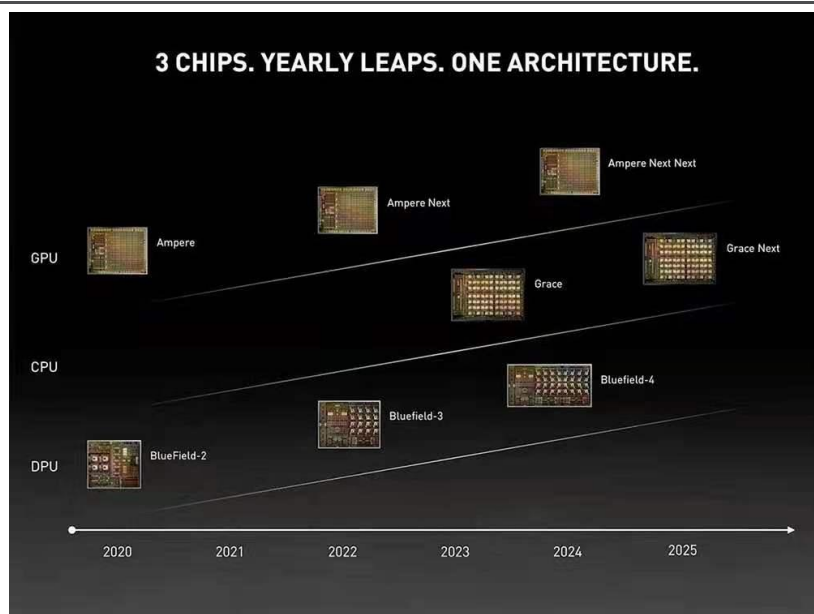 3 CHIPS. YEARLY LEAPS. ONE ARCHITECTURE.
Ampere Next Next
Ampere Next
Ampere
Grace Next
GPU
Grace
CPU
Bluefield-4
Bluefield-3
BlueField-2
DPU
2020 2021 2022 2023 2024 2025